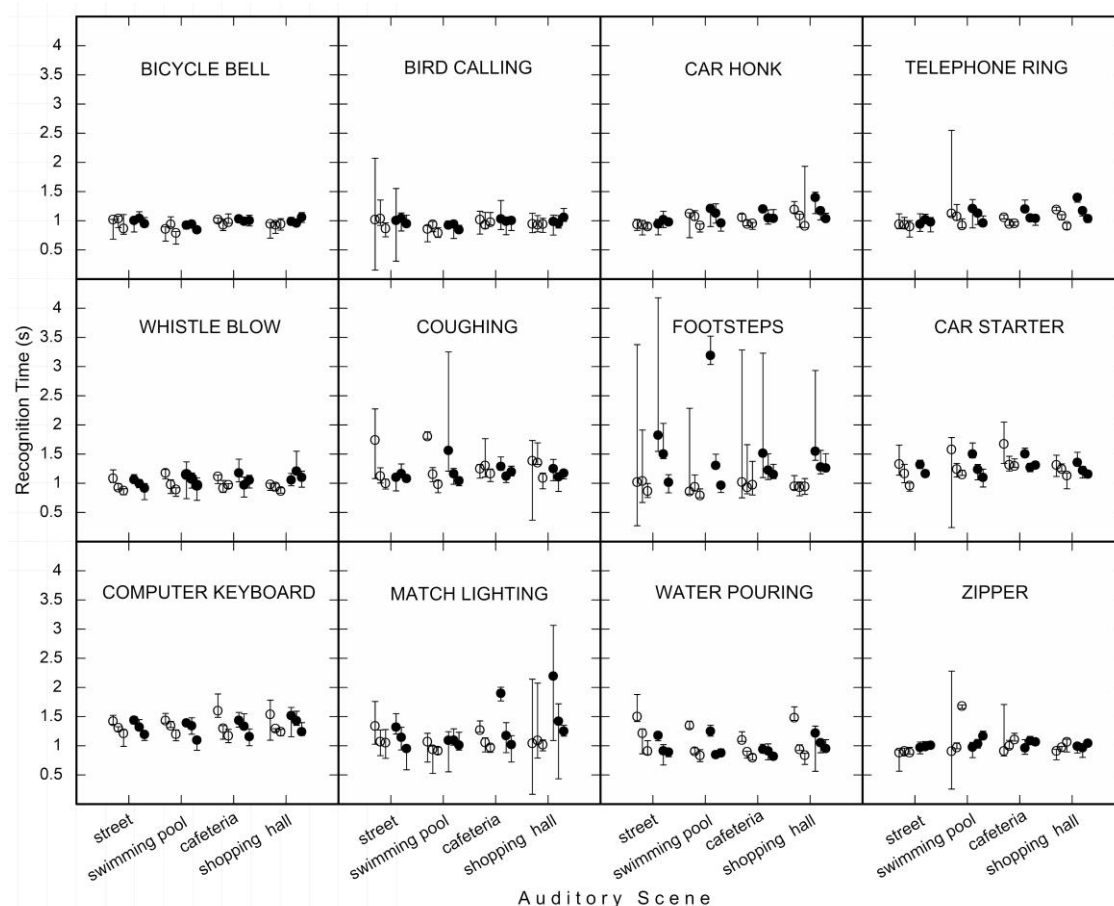 BICYCLE BELL
BIRD CALLING
CAR HONK
TELEPHONE RING
4
3.5
3
2.5
2
1.5
1
0.5
WHISTLE BLOW
COUGHING
FOOTSTEPS
CAR STARTER
4
3.5
3
2.5
2
1.5
1
0.5
COMPUTER KEYBOARD
MATCH LIGHTING
WATER POURING
ZIPPER
4
3.5
3
2.5
2
1.5
1
0.5
Recognition Time (s)
street
swimming pool
cafeteria
shopping hall
street
swimming pool
cafeteria
shopping hall
street
swimming pool
cafeteria
shopping hall
street
swimming pool
cafeteria
shopping hall
Auditory Scene